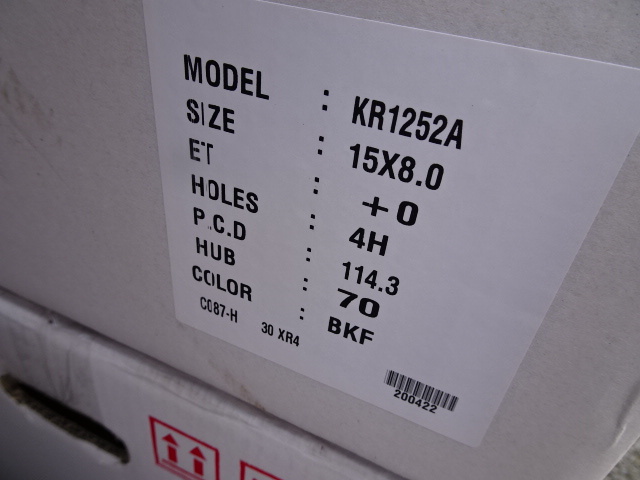 MODEL : KR1252A
SIZE : 15X8.0
ET : +0
HOLES : 4H
P.C.D : 114.3
HUB : 70
COLOR : BKF
C087-H 30 XR4
200422